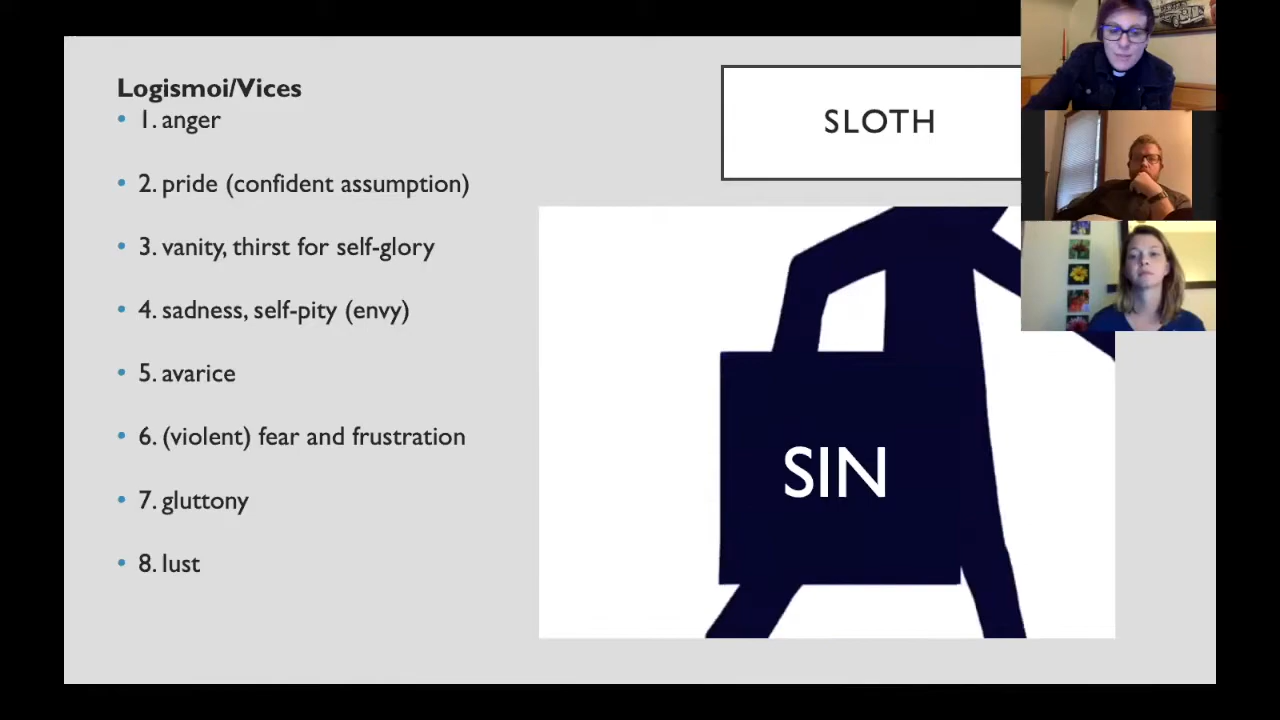 Logismoi/Vices
• 1. anger
• 2. pride (confident assumption)
• 3. vanity, thirst for self-glory
• 4. sadness, self-pity (envy)
• 5. avarice
• 6. (violent) fear and frustration
• 7. gluttony
• 8. lust
SLOTH
SIN